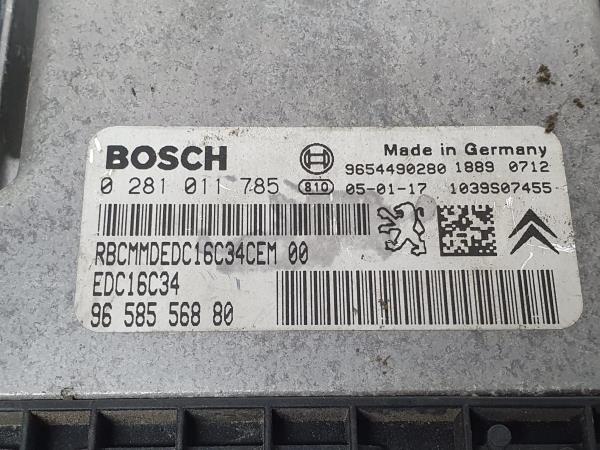 BOSCH
Made in Germany
9654490280 1889 0712
0 281 011 785 810 05-01-17 1039S07455
RBCMMDEDC16C34CEM 00
EDC16C34
96 585 568 80